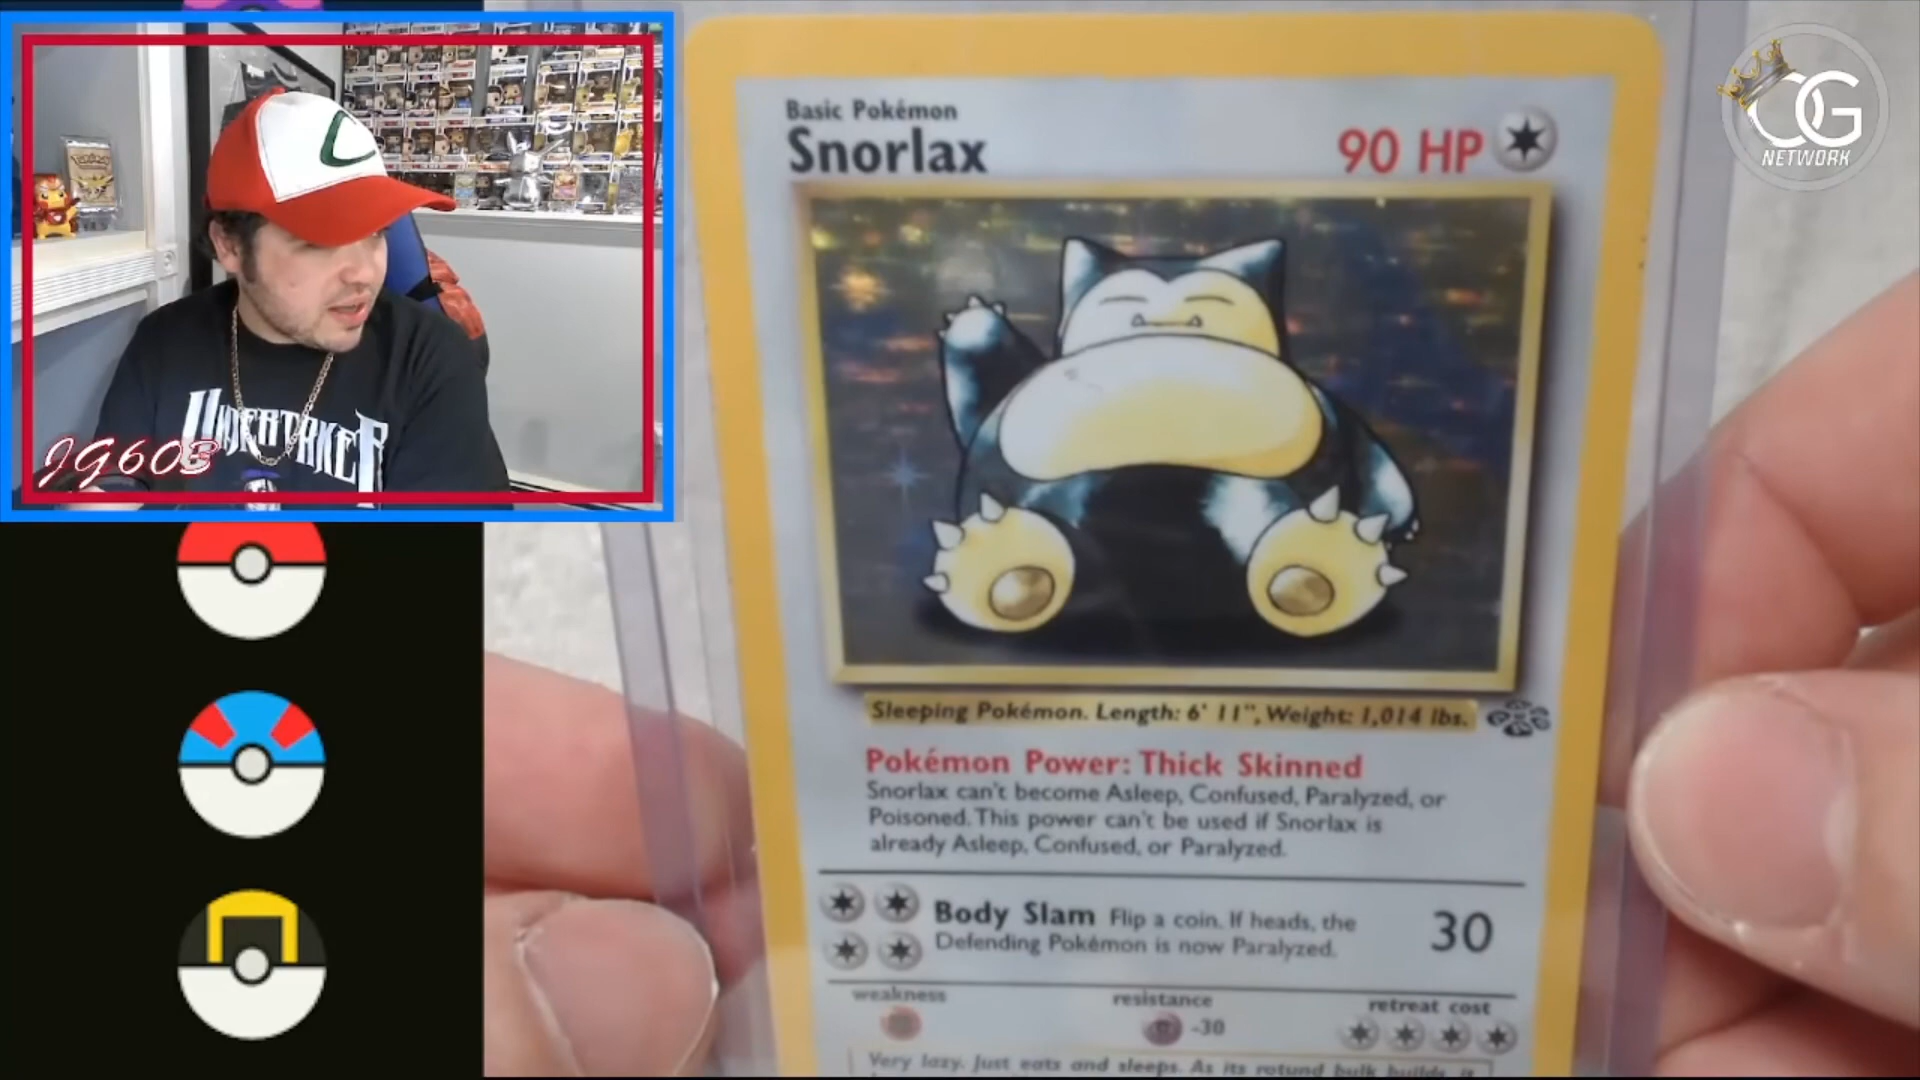 UNDERTAKER
JG603
OG
NETWORK
Basic Pokémon
Snorlax
90 HP
Sleeping Pokémon. Length: 6' 11", Weight: 1,014 lbs.
Pokémon Power: Thick Skinned
Snorlax can't become Asleep, Confused, Paralyzed, or
Poisoned. This power can't be used if Snorlax is
already Asleep, Confused, or Paralyzed.
Body Slam Flip a coin. If heads, the
Defending Pokémon is now Paralyzed.
30
weakness
resistance
retreat cost
-30
Very lazy. Just eats and sleeps. As its rotund bulk builds, it